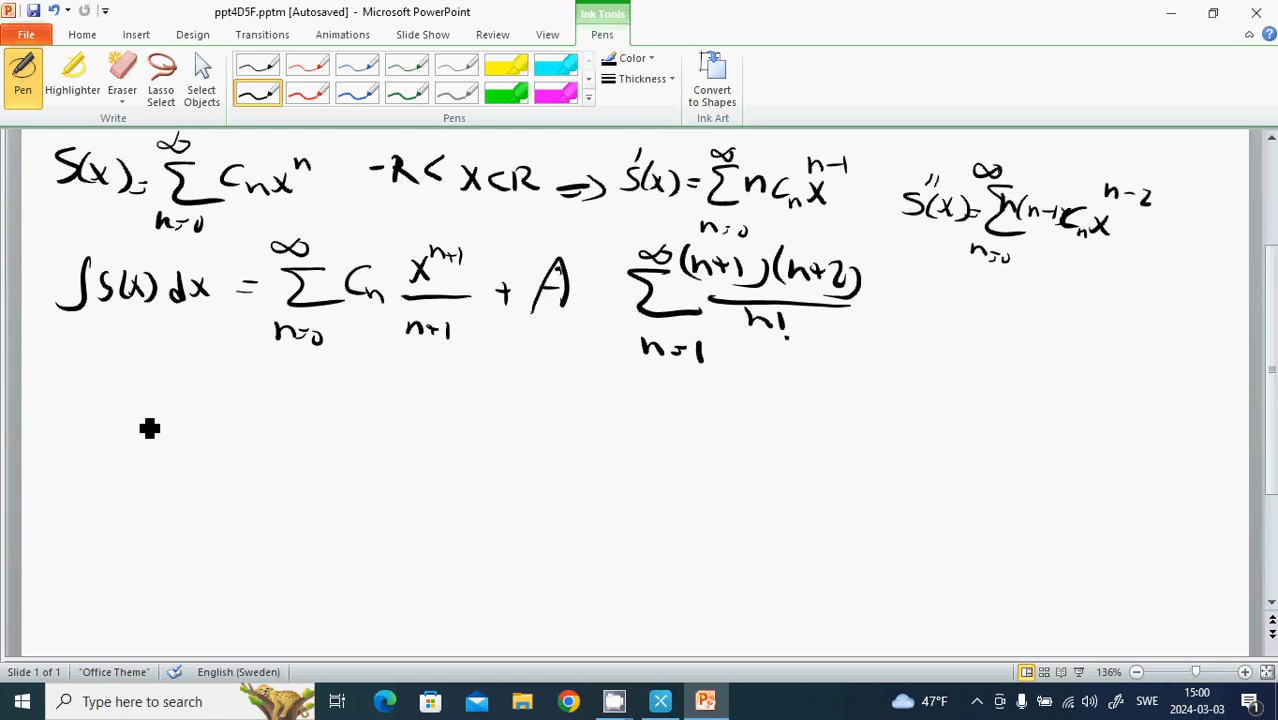 ppt4D5F.pptm [Autosaved] - Microsoft PowerPoint
Ink Tools
File Home Insert Design Transitions Animations Slide Show Review View Pens
Pen Highlighter Eraser Lasso Select Select Objects
Color
Thickness
Convert to Shapes
Write Pens Ink Art
S(x) = ∑_{n=0}^{∞} C_n x^n -R < x < R ⇒ S'(x) = ∑_{n=0}^{∞} n C_n x^{n-1} S''(x) = ∑_{n=0}^{∞} n(n-1) C_n x^{n-2}
∫S(x) dx = ∑_{n=0}^{∞} C_n \frac{x^{n+1}}{n+1} + A ∑_{n=1}^{∞} \frac{(n+1)(n+2)}{n!}
Slide 1 of 1 "Office Theme" English (Sweden) 136%
Type here to search 47°F SWE 15:00
2024-03-03 1